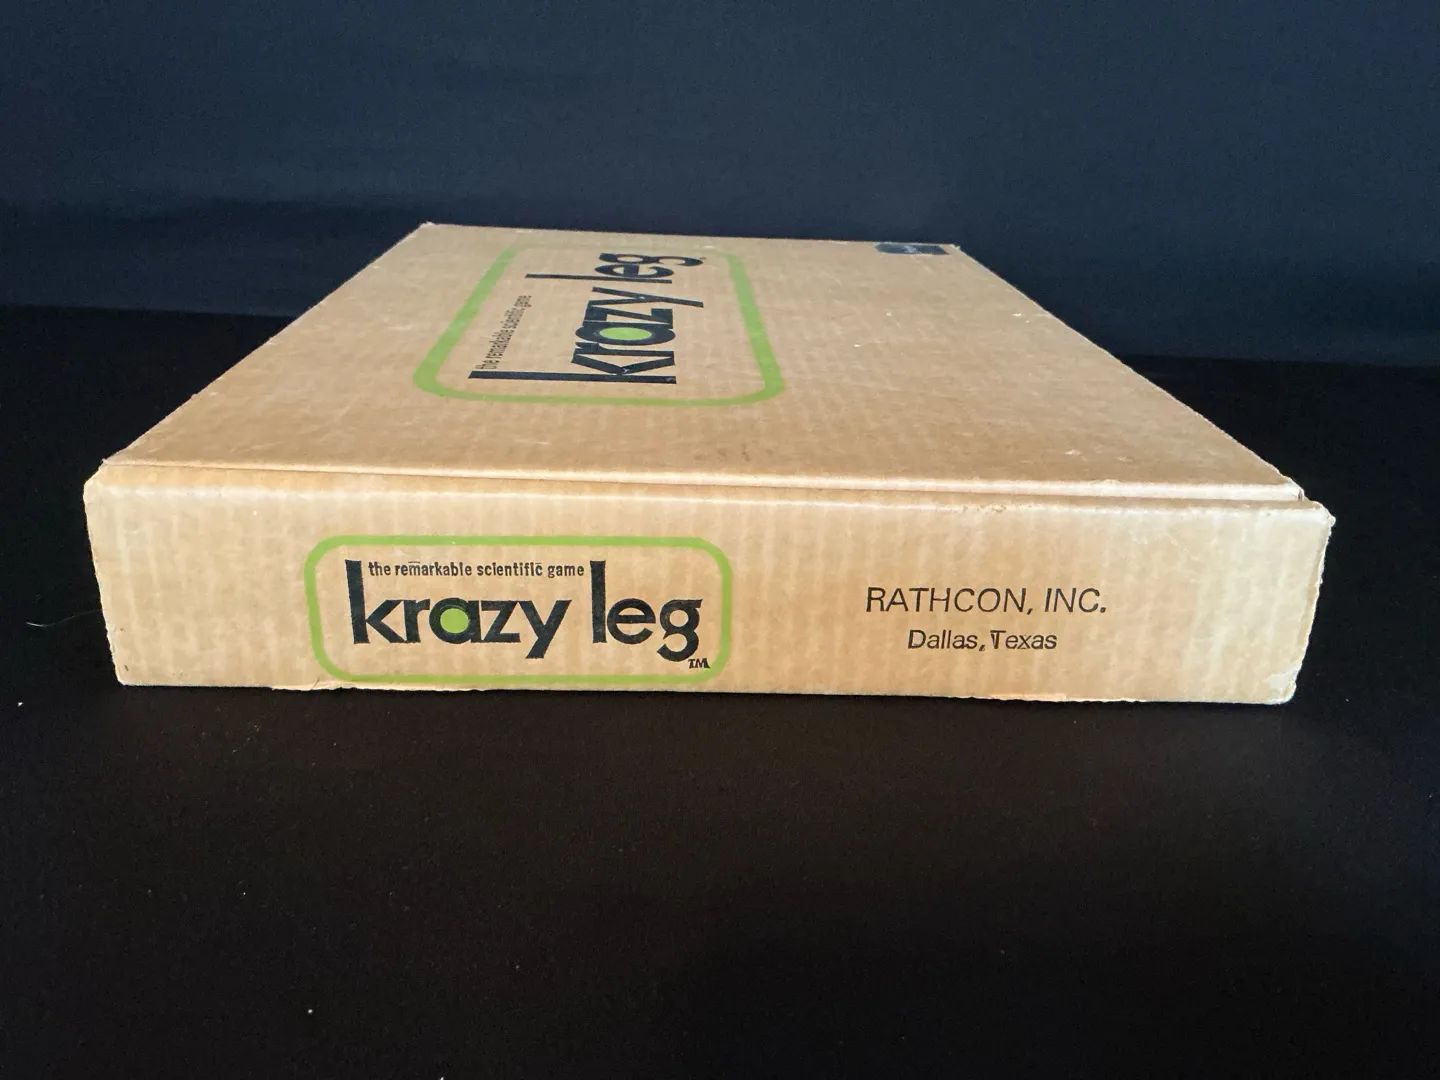 the remarkable scientific game
krazy leg
the remarkable scientific game
krazy leg
TM
RATHCON, INC.
Dallas, Texas